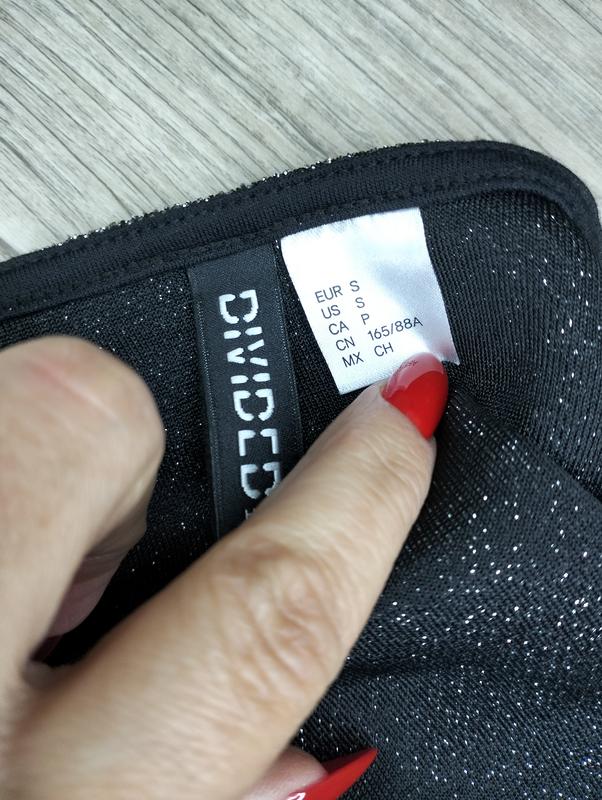 DIVIDED
EUR S
US S
CA P
CN 165/88A
MX CH